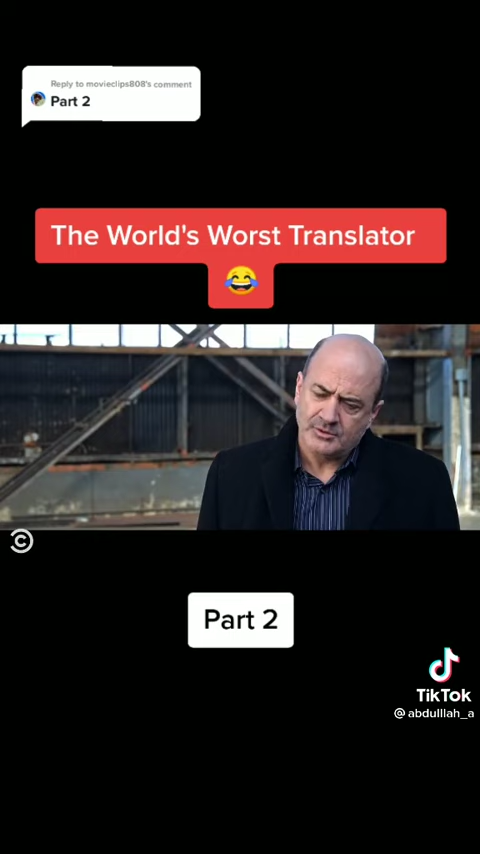 Reply to movieclips808's comment
Part 2
The World's Worst Translator
😂
Part 2
TikTok
@abdulllah_a